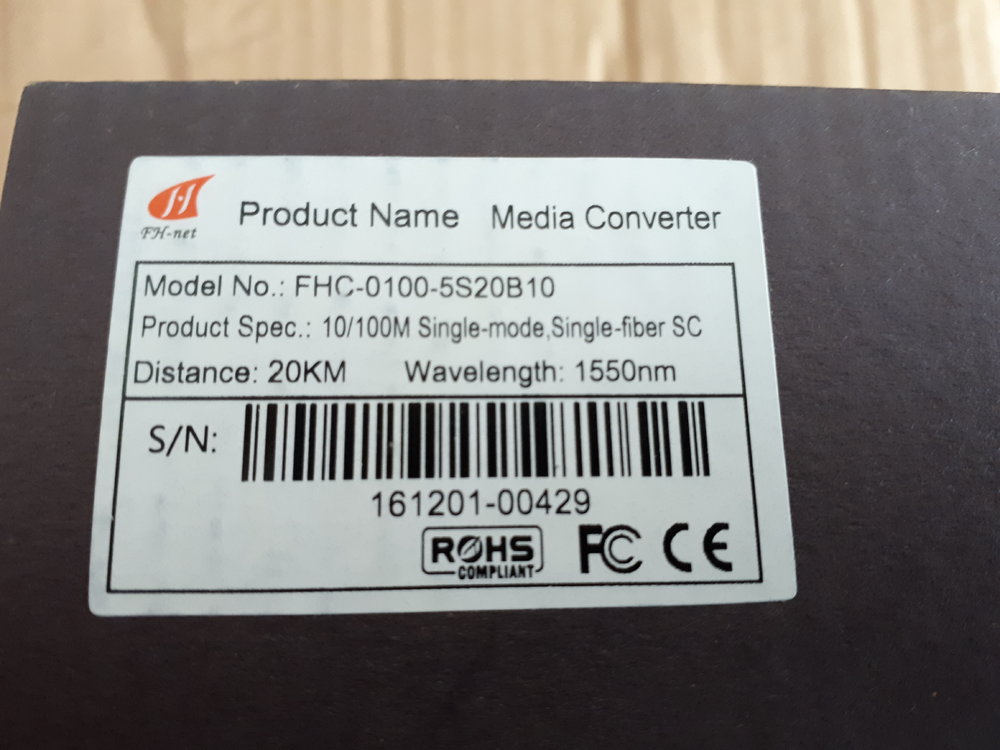 FH-net
Product Name Media Converter
Model No.: FHC-0100-5S20B10
Product Spec.: 10/100M Single-mode,Single-fiber SC
Distance: 20KM Wavelength: 1550nm
S/N:
161201-00429
ROHS
COMPLIANT
FC CE